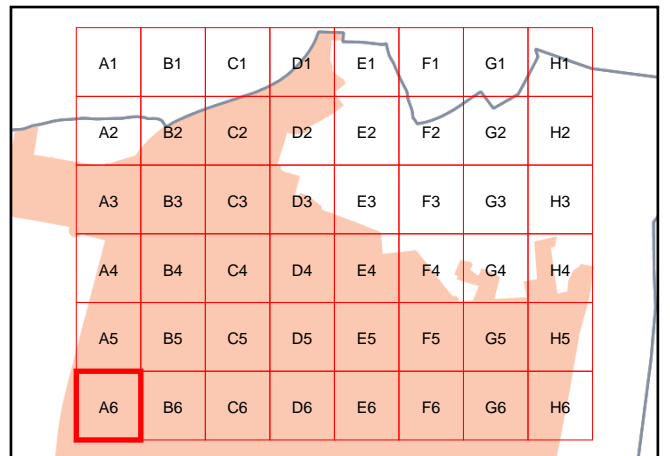 A1 B1 C1 D1 E1 F1 G1 H1
A2 B2 C2 D2 E2 F2 G2 H2
A3 B3 C3 D3 E3 F3 G3 H3
A4 B4 C4 D4 E4 F4 G4 H4
A5 B5 C5 D5 E5 F5 G5 H5
A6 B6 C6 D6 E6 F6 G6 H6